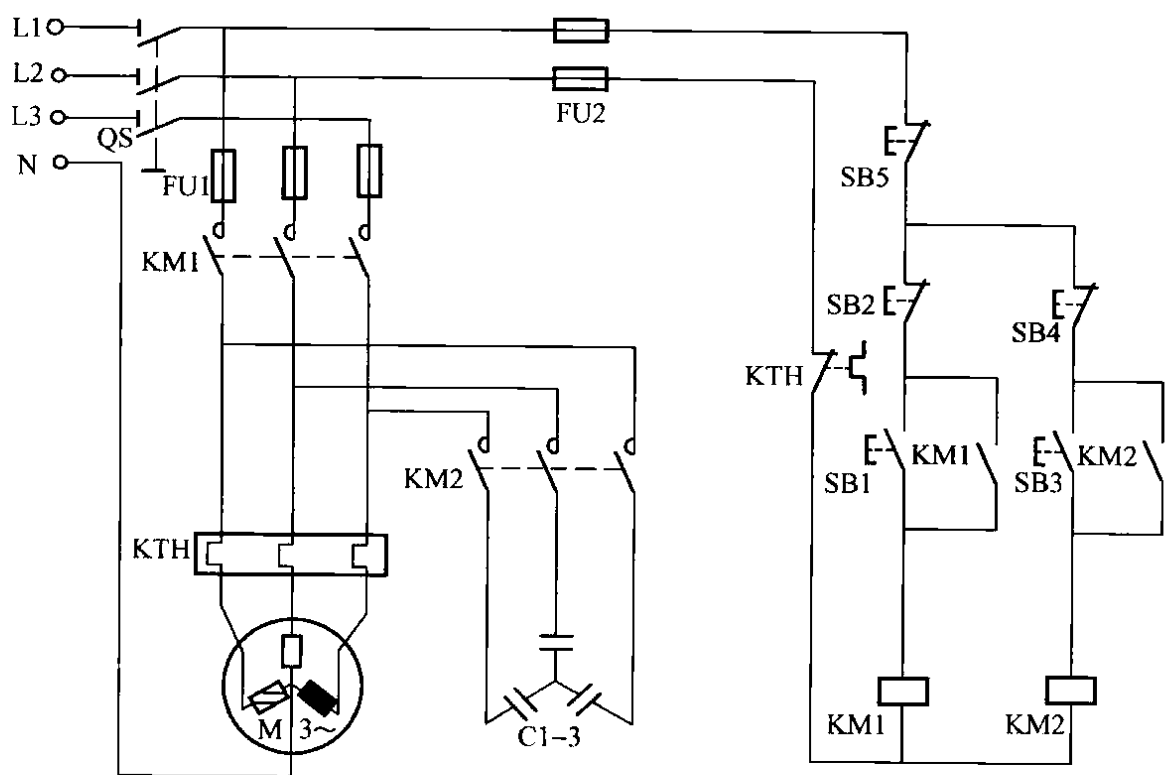 L1
L2
FU2
L3
QS
N
FU1
SB5
KM1
SB2
SB4
KTH
KM2
SB1
KM1
SB3
KM2
KTH
M 3~
C1-3
KM1
KM2